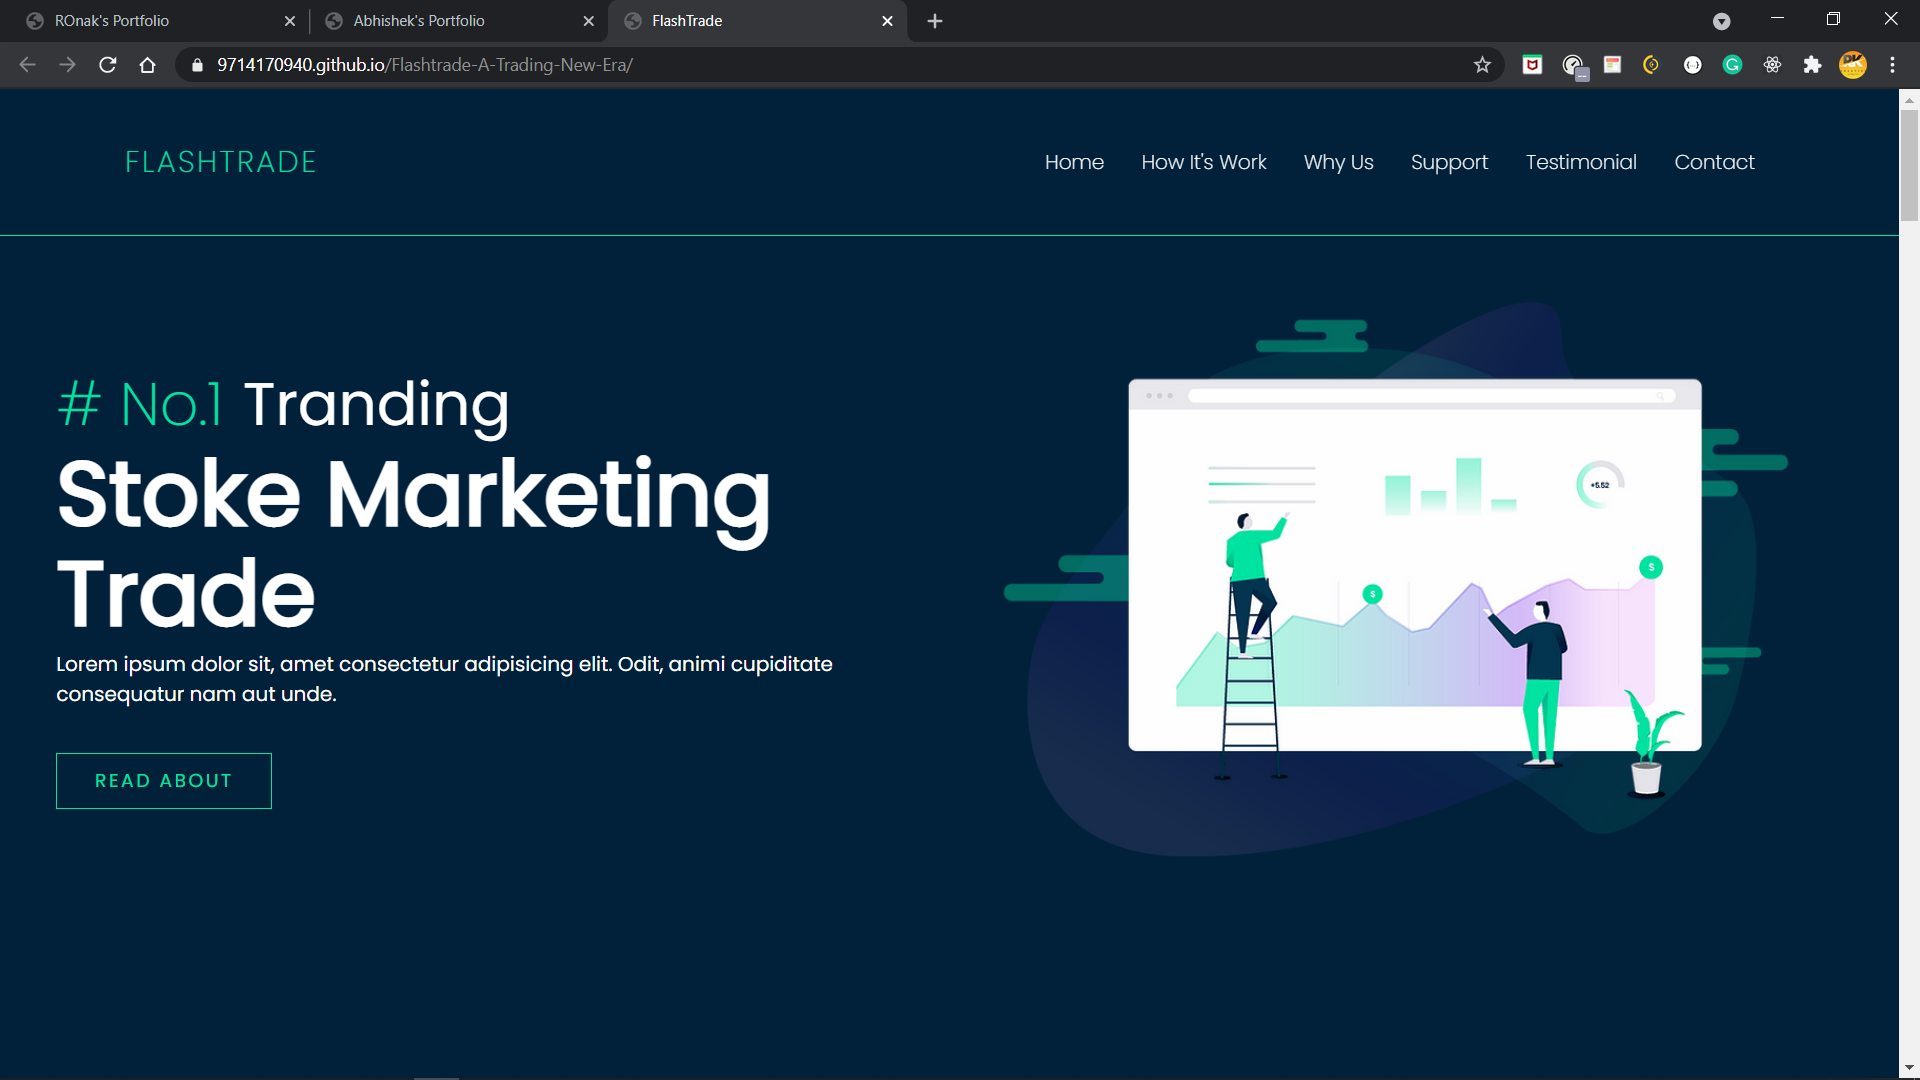 ROnak's Portfolio
Abhishek's Portfolio
FlashTrade
9714170940.github.io/Flashtrade-A-Trading-New-Era/
FLASHTRADE
Home
How It's Work
Why Us
Support
Testimonial
Contact
# No.1 Tranding
Stoke Marketing
Trade
Lorem ipsum dolor sit, amet consectetur adipisicing elit. Odit, animi cupiditate
consequatur nam aut unde.
READ ABOUT
+5.52
$
$